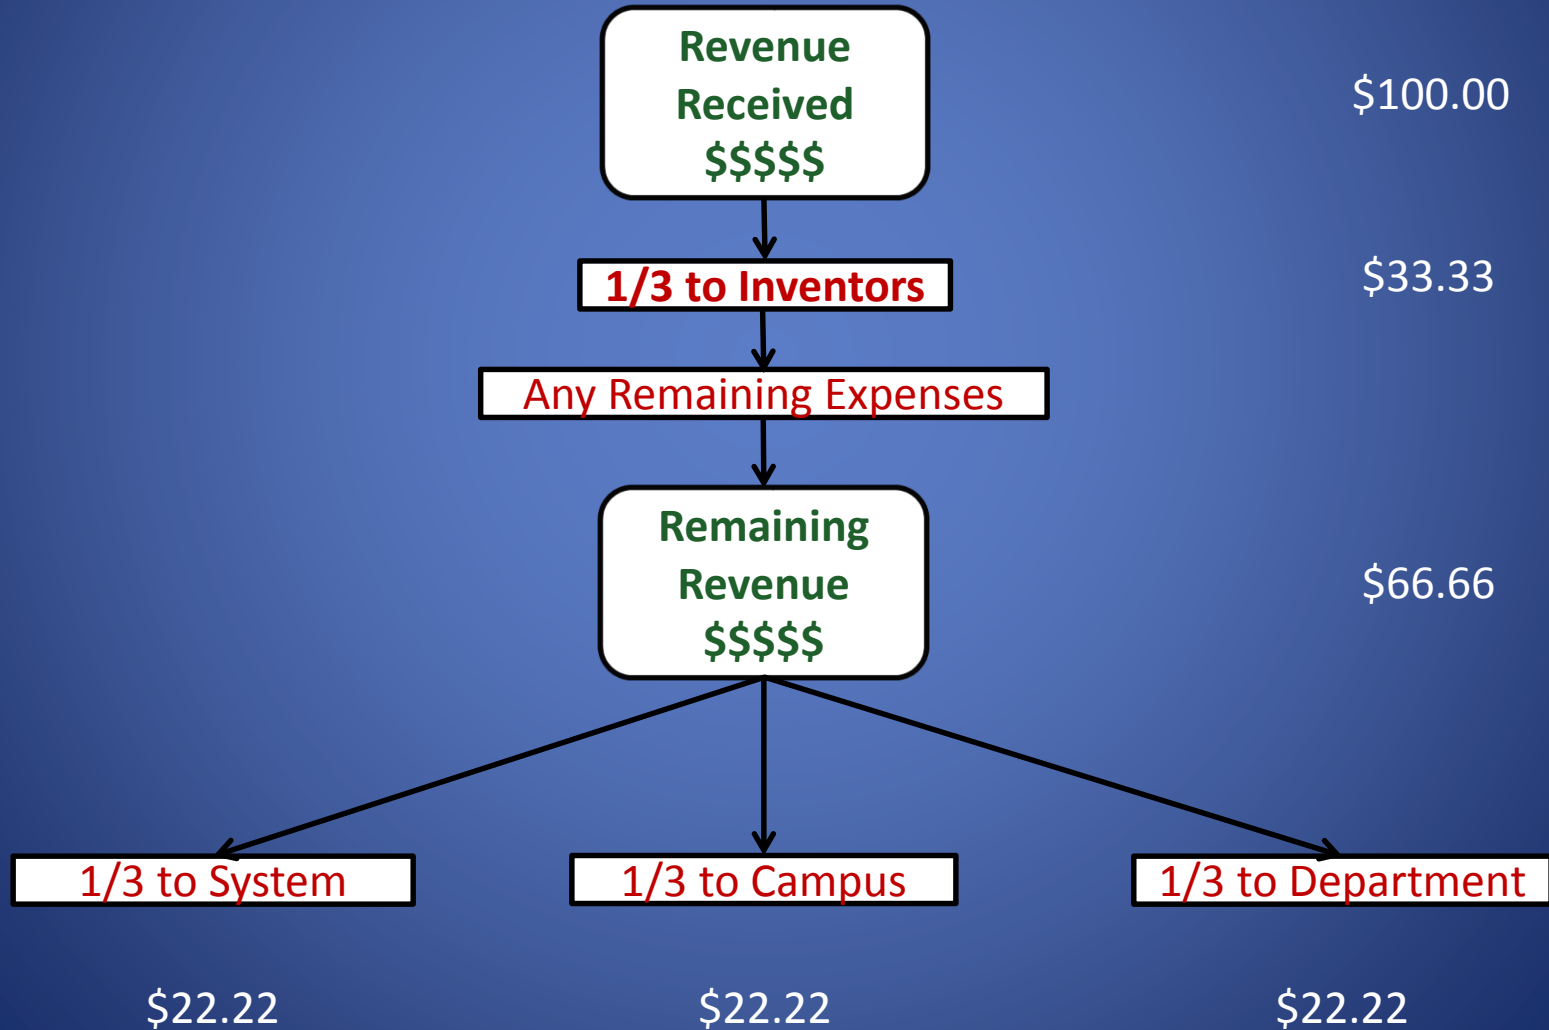 Revenue
Received
$$$$$
$100.00
1/3 to Inventors
$33.33
Any Remaining Expenses
Remaining
Revenue
$$$$$
$66.66
1/3 to System
1/3 to Campus
1/3 to Department
$22.22
$22.22
$22.22